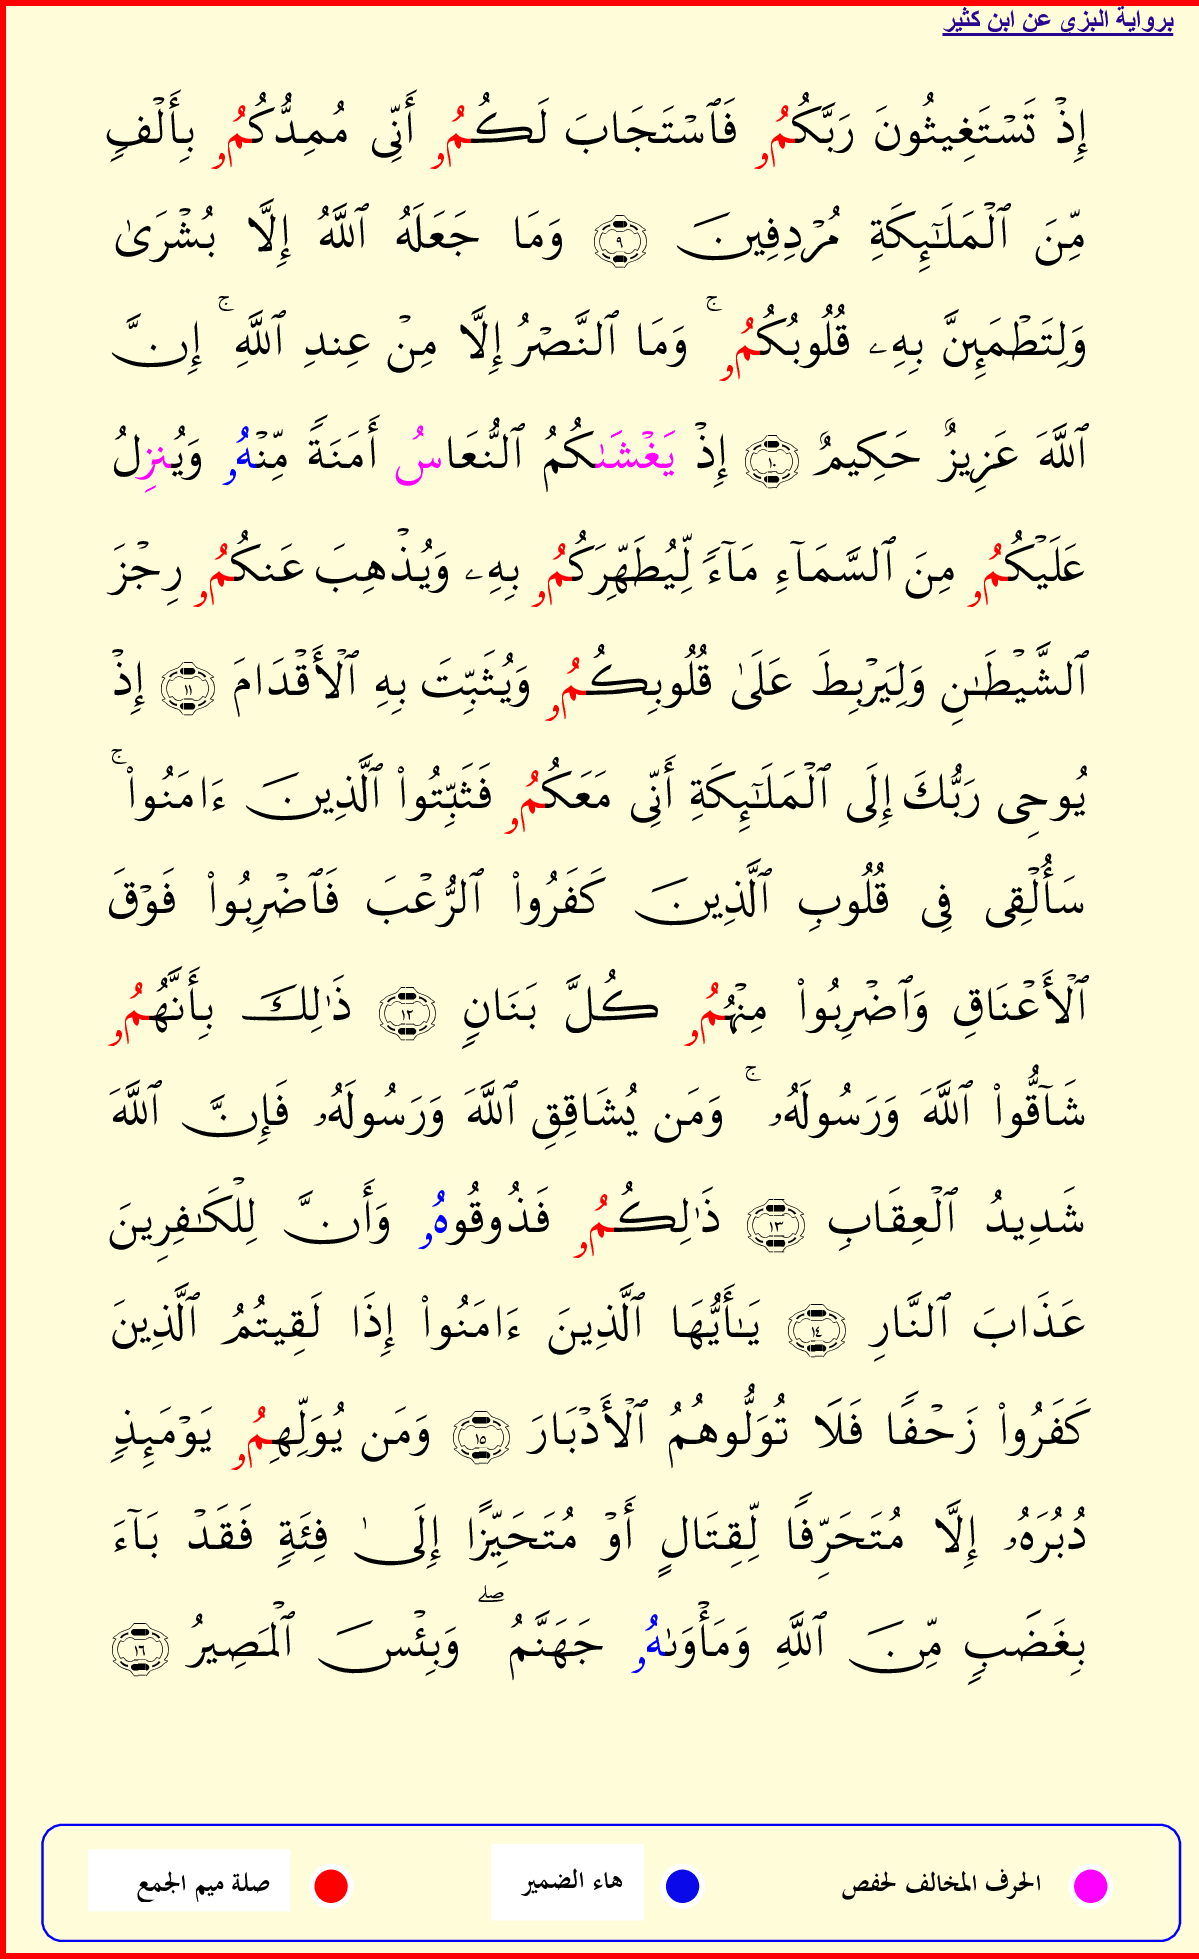 برواية البزي عن ابن كثير
إِذْ تَسْتَغِيثُونَ رَبَّكُمُۥ فَٱسْتَجَابَ لَكُمُۥ أَنِّى مُمِدُّكُمُۥ بِأَلْفٍ
مِّنَ ٱلْمَلَٰٓئِكَةِ مُرْدِفِينَ ٩ وَمَا جَعَلَهُ ٱللَّهُ إِلَّا بُشْرَىٰ
وَلِتَطْمَئِنَّ بِهِۦ قُلُوبُكُمُۥ ۚ وَمَا ٱلنَّصْرُ إِلَّا مِنْ عِندِ ٱللَّهِ ۚ إِنَّ
ٱللَّهَ عَزِيزٌ حَكِيمٌ ١٠ إِذْ يَغْشَىٰكُمُ ٱلنُّعَاسُ أَمَنَةً مِّنْهُۥ وَيُنزِلُ
عَلَيْكُمُۥ مِنَ ٱلسَّمَآءِ مَآءً لِّيُطَهِّرَكُمُۥ بِهِۦ وَيُذْهِبَ عَنكُمُۥ رِجْزَ
ٱلشَّيْطَٰنِ وَلِيَرْبِطَ عَلَىٰ قُلُوبِكُمُۥ وَيُثَبِّتَ بِهِ ٱلْأَقْدَامَ ١١ إِذْ
يُوحِى رَبُّكَ إِلَى ٱلْمَلَٰٓئِكَةِ أَنِّى مَعَكُمُۥ فَثَبِّتُوا۟ ٱلَّذِينَ ءَامَنُوا۟ ۚ
سَأُلْقِى فِى قُلُوبِ ٱلَّذِينَ كَفَرُوا۟ ٱلرُّعْبَ فَٱضْرِبُوا۟ فَوْقَ
ٱلْأَعْنَاقِ وَٱضْرِبُوا۟ مِنْهُمُۥ كُلَّ بَنَانٍ ١٢ ذَٰلِكَ بِأَنَّهُمُۥ
شَآقُّوا۟ ٱللَّهَ وَرَسُولَهُۥ ۚ وَمَن يُشَاقِقِ ٱللَّهَ وَرَسُولَهُۥ فَإِنَّ ٱللَّهَ
شَدِيدُ ٱلْعِقَابِ ١٣ ذَٰلِكُمُۥ فَذُوقُوهُۥ وَأَنَّ لِلْكَٰفِرِينَ
عَذَابَ ٱلنَّارِ ١٤ يَٰٓأَيُّهَا ٱلَّذِينَ ءَامَنُوا۟ إِذَا لَقِيتُمُ ٱلَّذِينَ
كَفَرُوا۟ زَحْفًا فَلَا تُوَلُّوهُمُ ٱلْأَدْبَارَ ١٥ وَمَن يُوَلِّهِمُۥ يَوْمَئِذٍ
دُبُرَهُۥ إِلَّا مُتَحَرِّفًا لِّقِتَالٍ أَوْ مُتَحَيِّزًا إِلَىٰ فِئَةٍ فَقَدْ بَآءَ
بِغَضَبٍ مِّنَ ٱللَّهِ وَمَأْوَىٰهُۥ جَهَنَّمُ ۖ وَبِئْسَ ٱلْمَصِيرُ ١٦
الحرف المخالف لحفص هاء الضمير صلة ميم الجمع